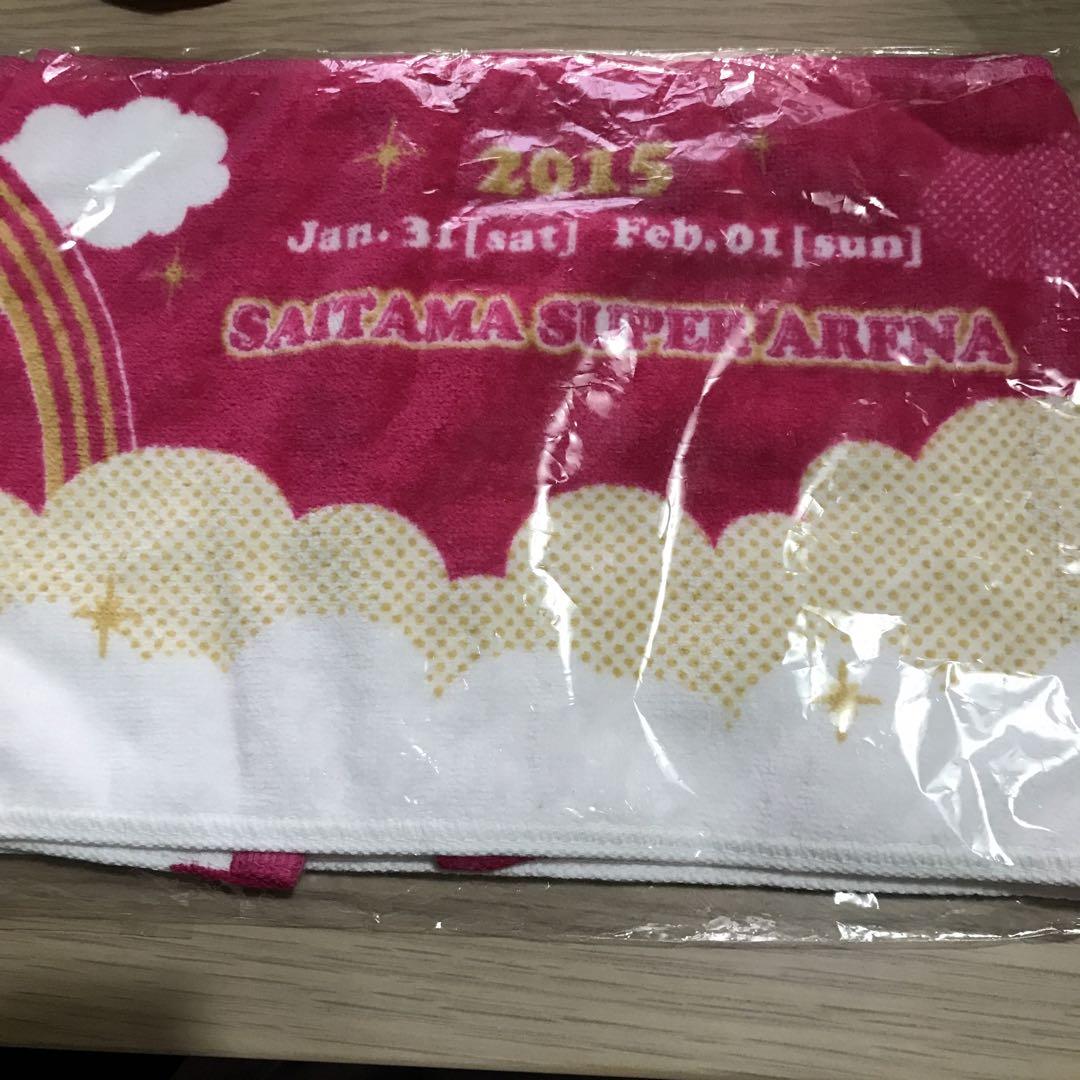 2015
Jan. 31[sat] Feb. 01[sun]
SAITAMA SUPER ARENA